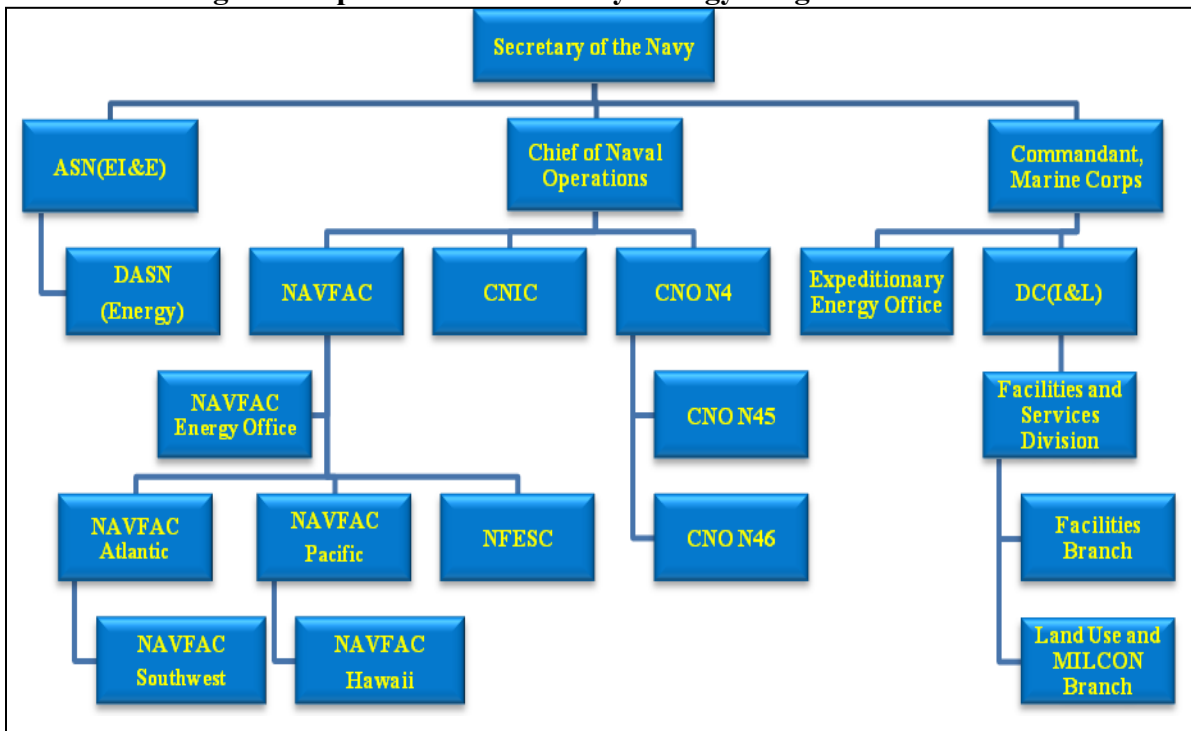 Secretary of the Navy
ASN(EI&E)
Chief of Naval
Operations
Commandant,
Marine Corps
DASN
(Energy)
NAVFAC
CNIC
CNO N4
Expeditionary
Energy Office
DC(I&L)
NAVFAC
Energy Office
CNO N45
Facilities and
Services
Division
NAVFAC
Atlantic
NAVFAC
Pacific
NFESC
CNO N46
Facilities
Branch
NAVFAC
Southwest
NAVFAC
Hawaii
Land Use and
MILCON
Branch